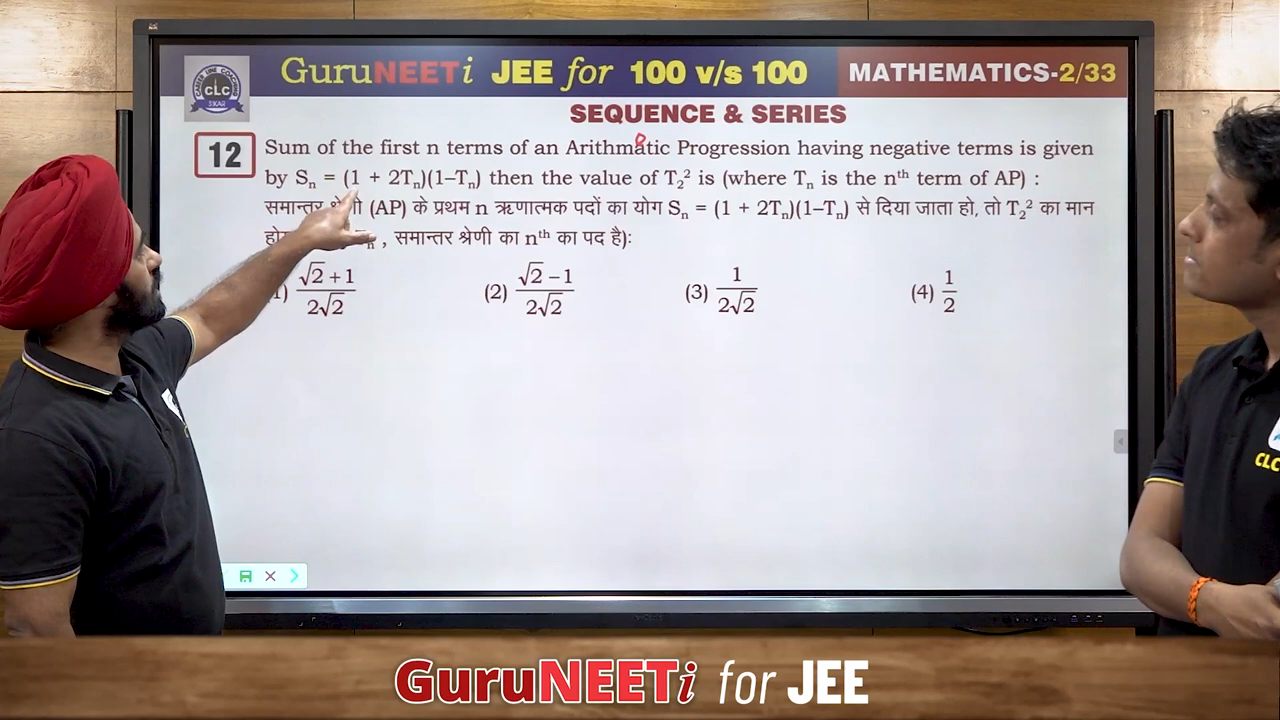 GuruNEETi JEE for 100 v/s 100 MATHEMATICS-2/33
CLC
SIKAR
SEQUENCE & SERIES
12 Sum of the first n terms of an Arithmatic Progression having negative terms is given
by Sₙ = (1 + 2Tₙ)(1–Tₙ) then the value of T₂² is (where Tₙ is the nᵗʰ term of AP) :
समान्तर श्रेणी (AP) के प्रथम n ऋणात्मक पदों का योग Sₙ = (1 + 2Tₙ)(1–Tₙ) से दिया जाता हो, तो T₂² का मान
, समान्तर श्रेणी का nᵗʰ का पद है):
1) (√2+1)/(2√2) (2) (√2–1)/(2√2) (3) 1/(2√2) (4) 1/2
CLC
GuruNEETi for JEE